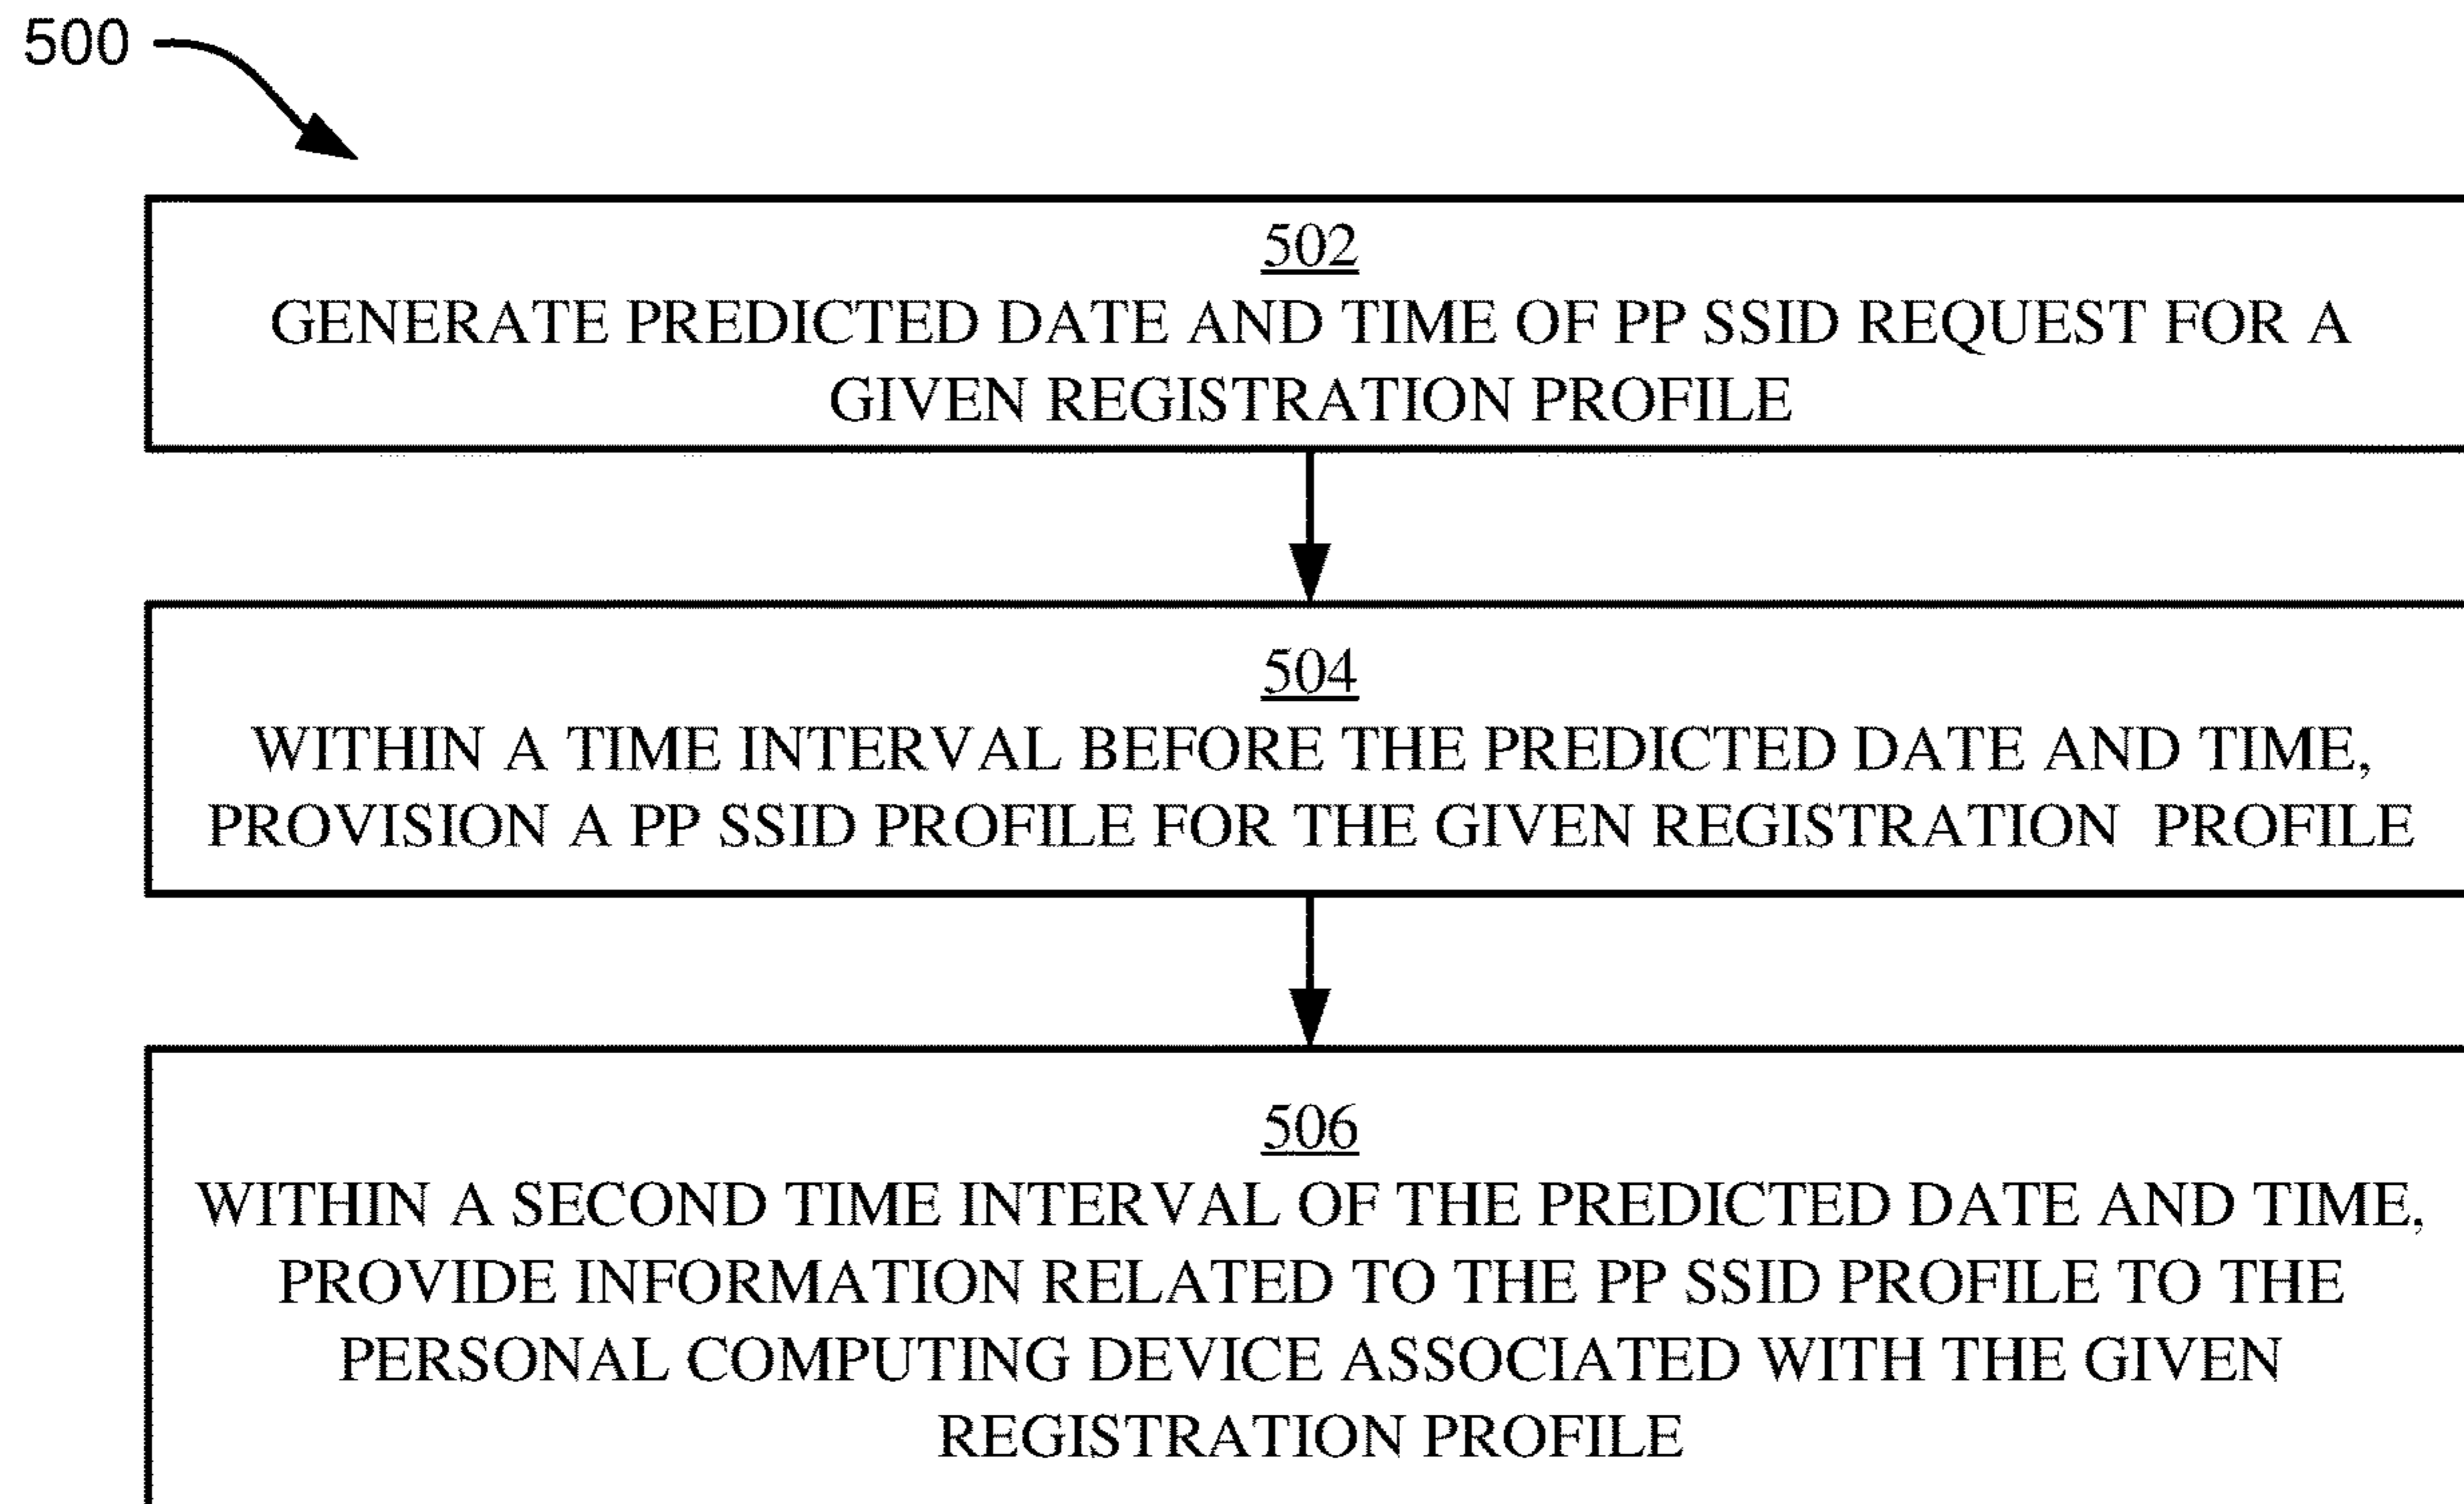 500
502
GENERATE PREDICTED DATE AND TIME OF PP SSID REQUEST FOR A
GIVEN REGISTRATION PROFILE
504
WITHIN A TIME INTERVAL BEFORE THE PREDICTED DATE AND TIME,
PROVISION A PP SSID PROFILE FOR THE GIVEN REGISTRATION PROFILE
506
WITHIN A SECOND TIME INTERVAL OF THE PREDICTED DATE AND TIME,
PROVIDE INFORMATION RELATED TO THE PP SSID PROFILE TO THE
PERSONAL COMPUTING DEVICE ASSOCIATED WITH THE GIVEN
REGISTRATION PROFILE